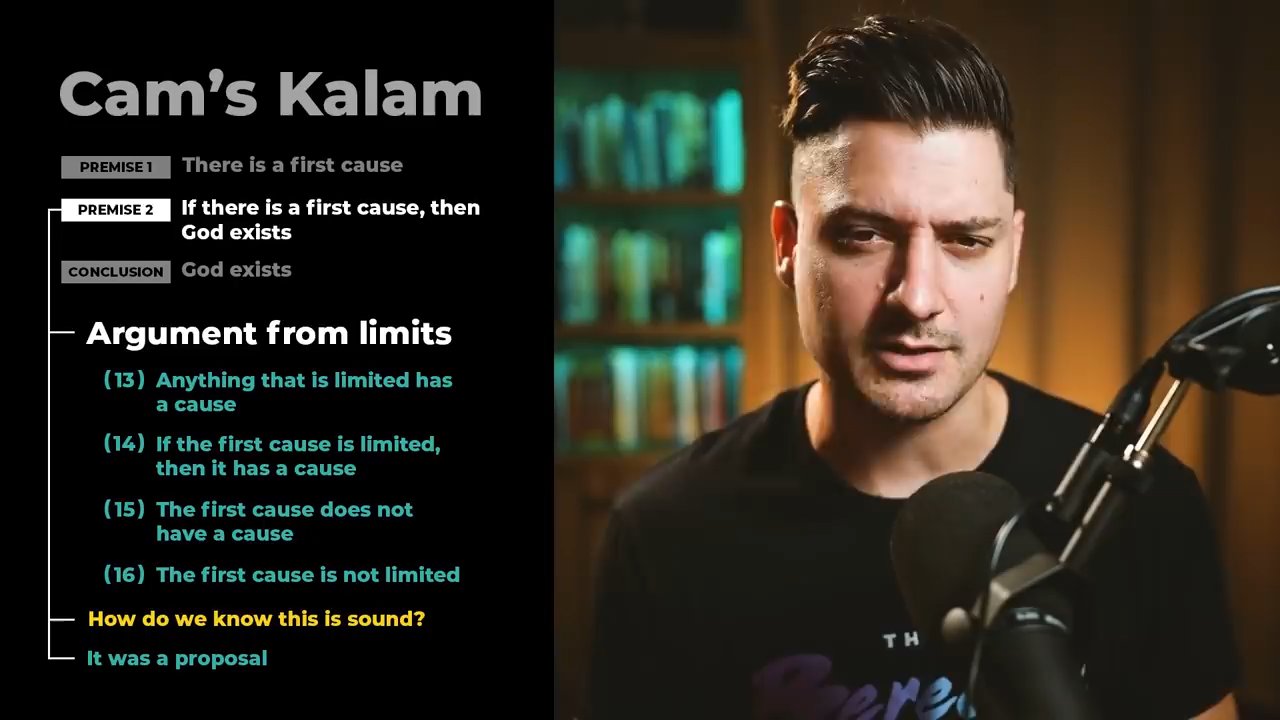 Cam's Kalam
PREMISE 1 There is a first cause
PREMISE 2 If there is a first cause, then
God exists
CONCLUSION God exists
Argument from limits
(13) Anything that is limited has
a cause
(14) If the first cause is limited,
then it has a cause
(15) The first cause does not
have a cause
(16) The first cause is not limited
How do we know this is sound?
It was a proposal
TH